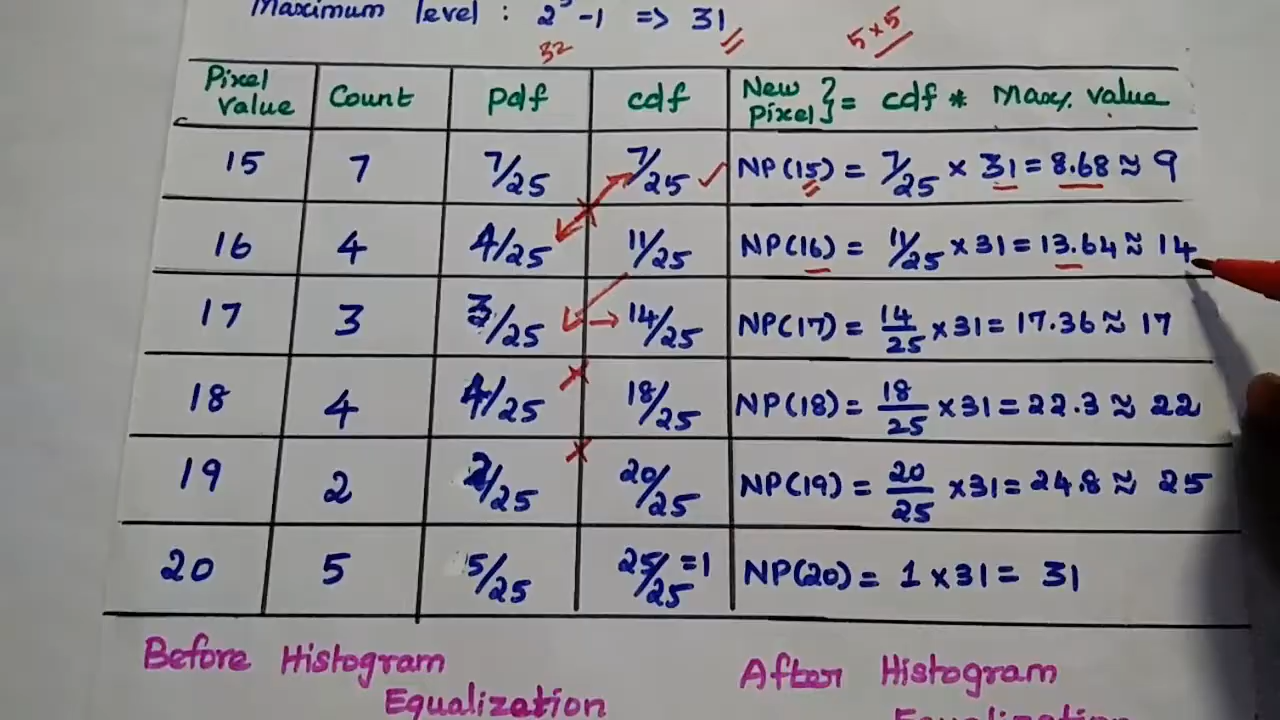 Maximum level : 2⁵ -1 => 31
32
5×5
Pixel Value | Count | Pdf | cdf | New Pixel } = cdf * Max. value
15 | 7 | 7/25 | 7/25 ✓ | NP(15) = 7/25 × 31 = 8.68 ≈ 9
16 | 4 | 4/25 | 11/25 | NP(16) = 11/25 × 31 = 13.64 ≈ 14
17 | 3 | 3/25 | 14/25 | NP(17) = 14/25 × 31 = 17.36 ≈ 17
18 | 4 | 4/25 | 18/25 | NP(18) = 18/25 × 31 = 22.3 ≈ 22
19 | 2 | 2/25 | 20/25 | NP(19) = 20/25 × 31 = 24.8 ≈ 25
20 | 5 | 5/25 | 25/25 = 1 | NP(20) = 1 × 31 = 31
Before Histogram
Equalization
After Histogram
Equalization